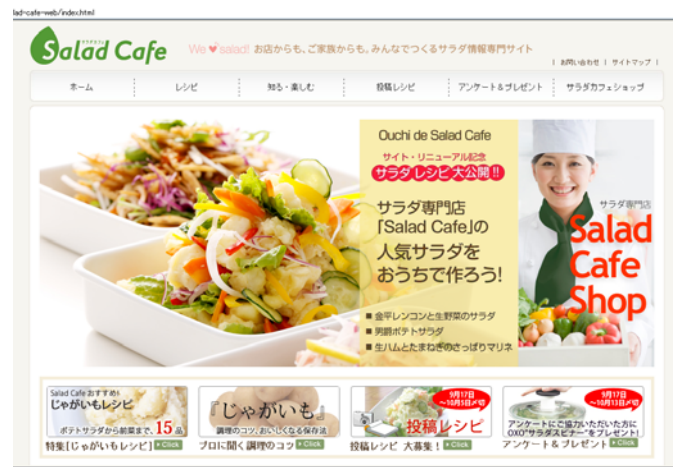 lad-cafe-web/index.html
サラダカフェ
Salad Cafe
We salad! お店からも、ご家族からも。みんなでつくるサラダ情報専門サイト
| お問い合わせ | サイトマップ |
ホーム
レシピ
知る・楽しむ
投稿レシピ
アンケート&プレゼント
サラダカフェショップ
Ouchi de Salad Cafe
サイト・リニューアル記念
サラダレシピ大公開!!
サラダ専門店
「Salad Cafe」の
人気サラダを
おうちで作ろう!
■ 金平レンコンと生野菜のサラダ
■ 男爵ポテトサラダ
■ 生ハムとたまねぎのさっぱりマリネ
サラダ専門店
Salad
Cafe
Shop
Salad Cafe おすすめ!
じゃがいもレシピ
ポテトサラダから前菜まで、15品
特集[じゃがいもレシピ] Click
『じゃがいも』
調理のコツ、おいしくなる保存法
プロに聞く調理のコツ Click
9月17日
〜10月5日〆切
投稿レシピ
投稿レシピ 大募集! Click
9月17日
〜10月13日〆切
アンケートにご協力いただいた方に
OXO"サラダスピナー"をプレゼント!
アンケート&プレゼント Click